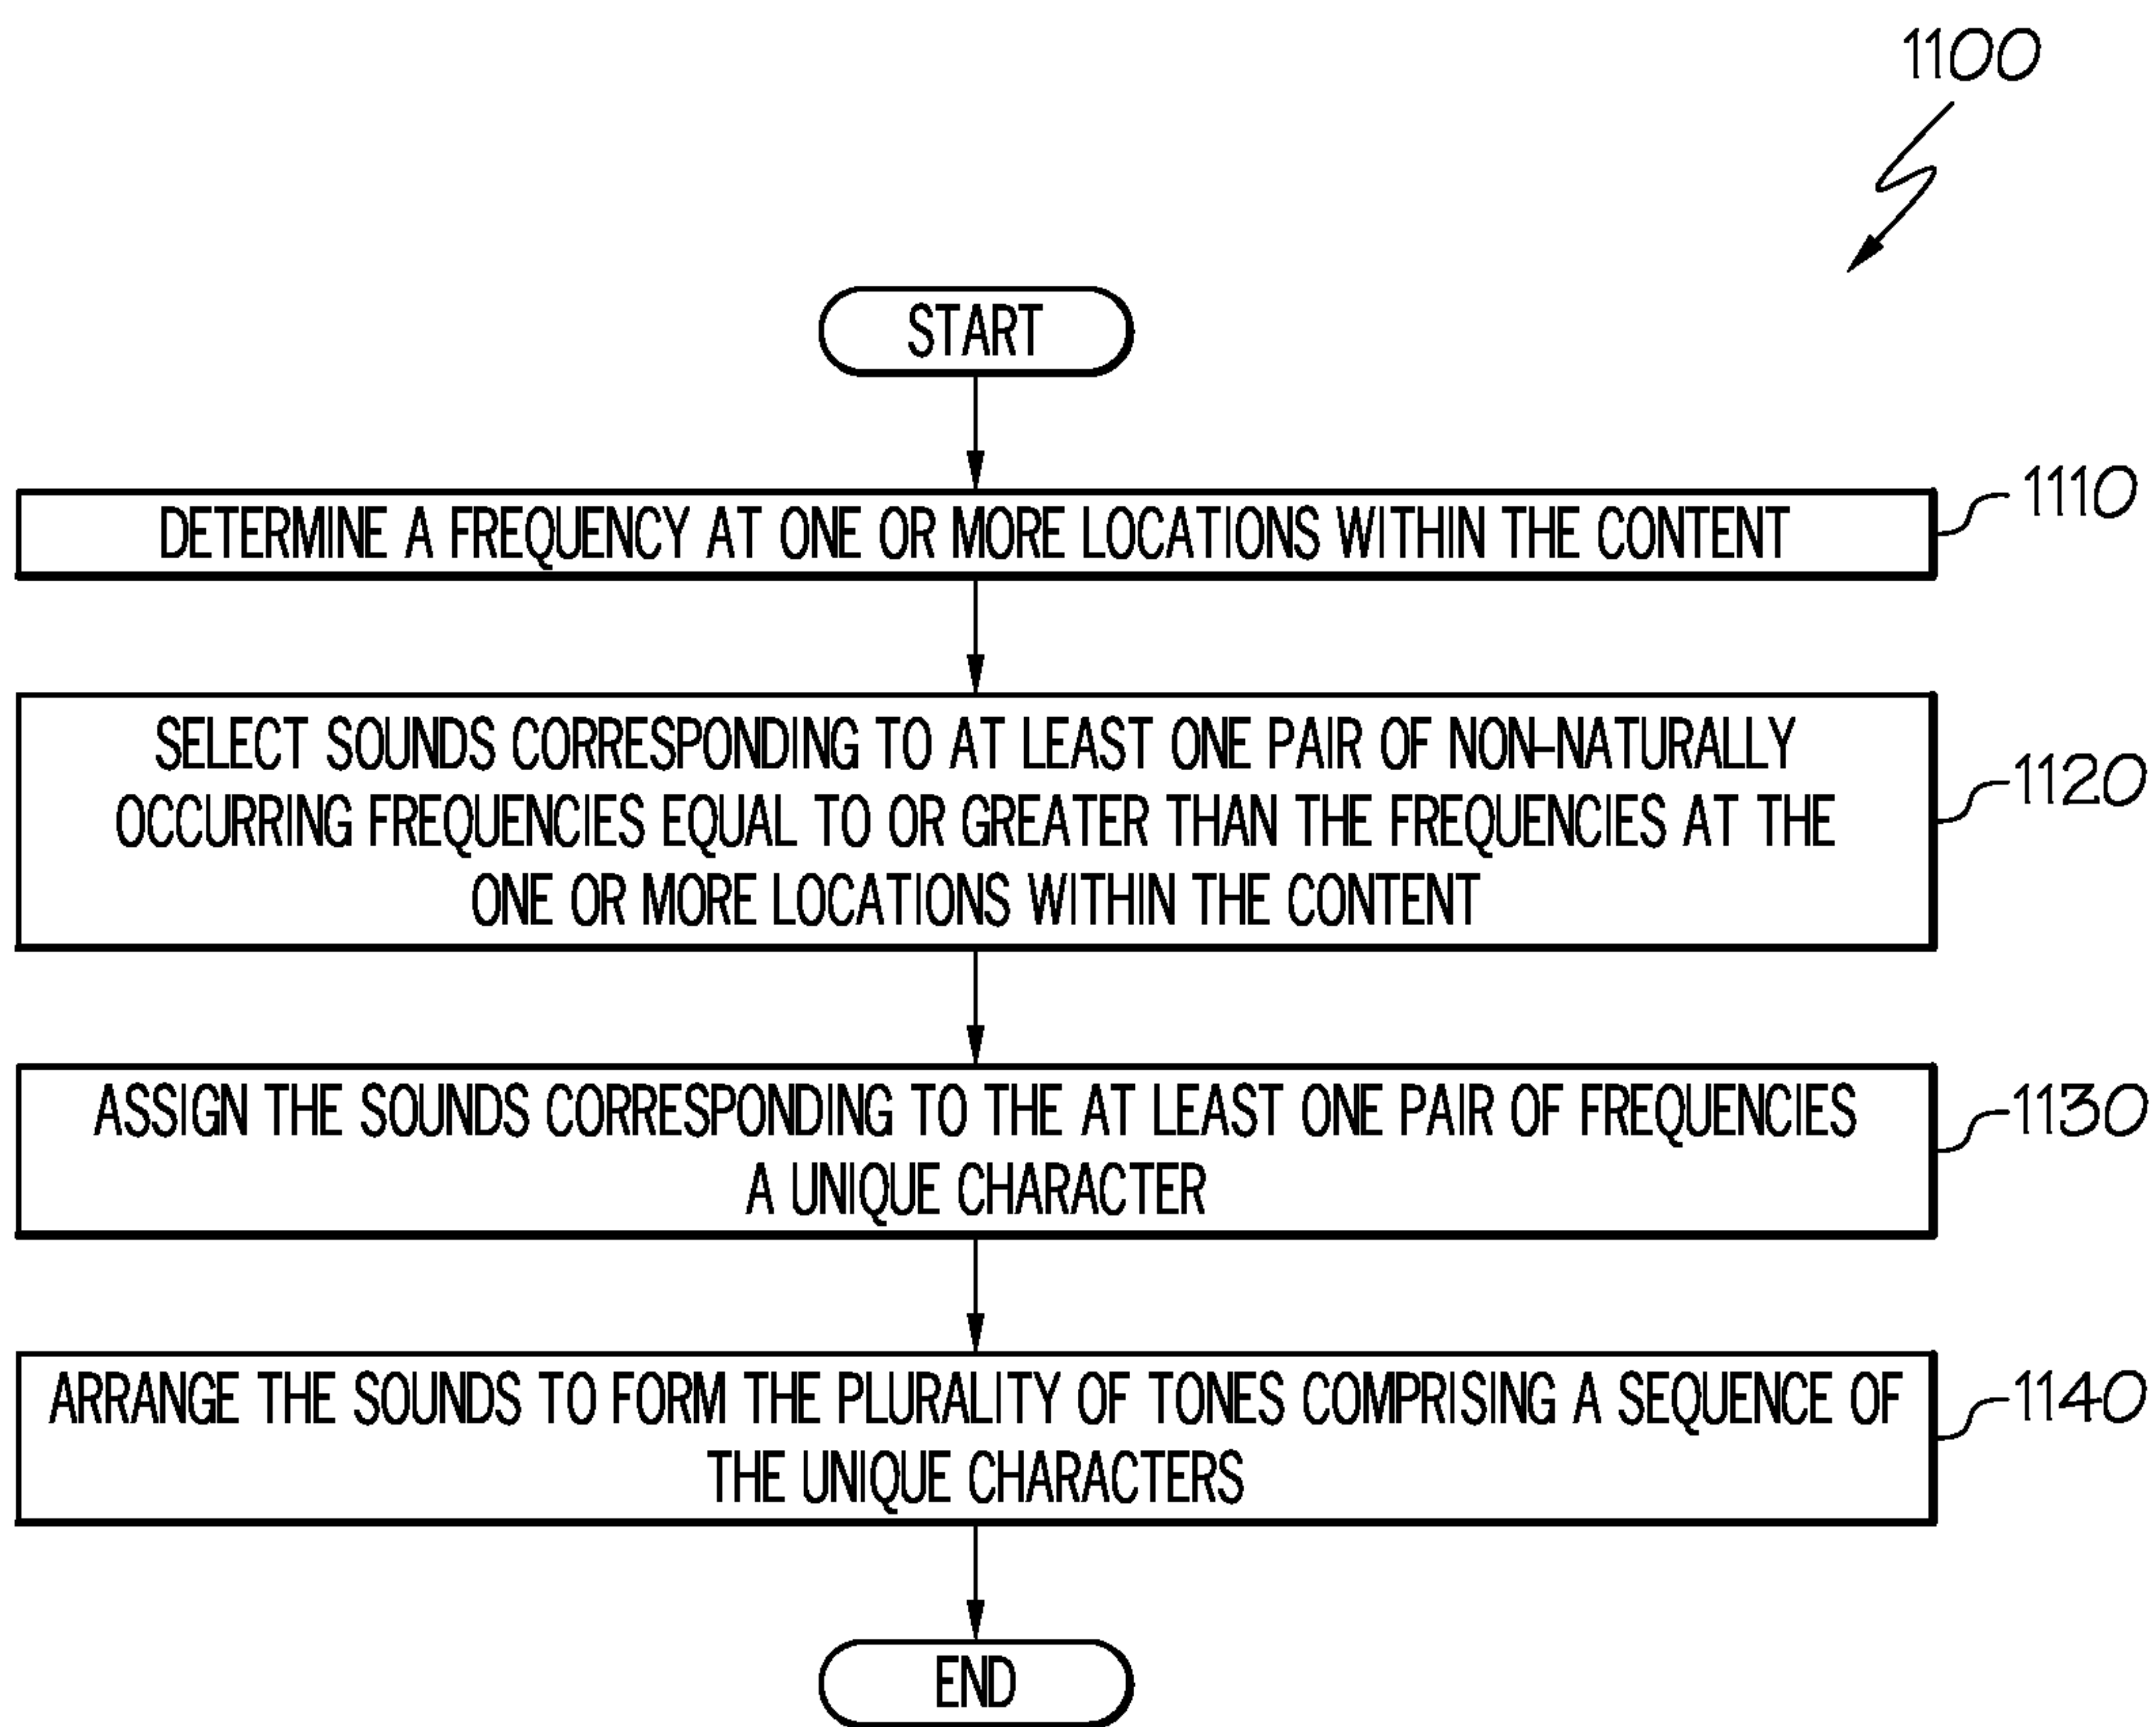 1100
START
DETERMINE A FREQUENCY AT ONE OR MORE LOCATIONS WITHIN THE CONTENT
1110
SELECT SOUNDS CORRESPONDING TO AT LEAST ONE PAIR OF NON-NATURALLY
OCCURRING FREQUENCIES EQUAL TO OR GREATER THAN THE FREQUENCIES AT THE
ONE OR MORE LOCATIONS WITHIN THE CONTENT
1120
ASSIGN THE SOUNDS CORRESPONDING TO THE AT LEAST ONE PAIR OF FREQUENCIES
A UNIQUE CHARACTER
1130
ARRANGE THE SOUNDS TO FORM THE PLURALITY OF TONES COMPRISING A SEQUENCE OF
THE UNIQUE CHARACTERS
1140
END